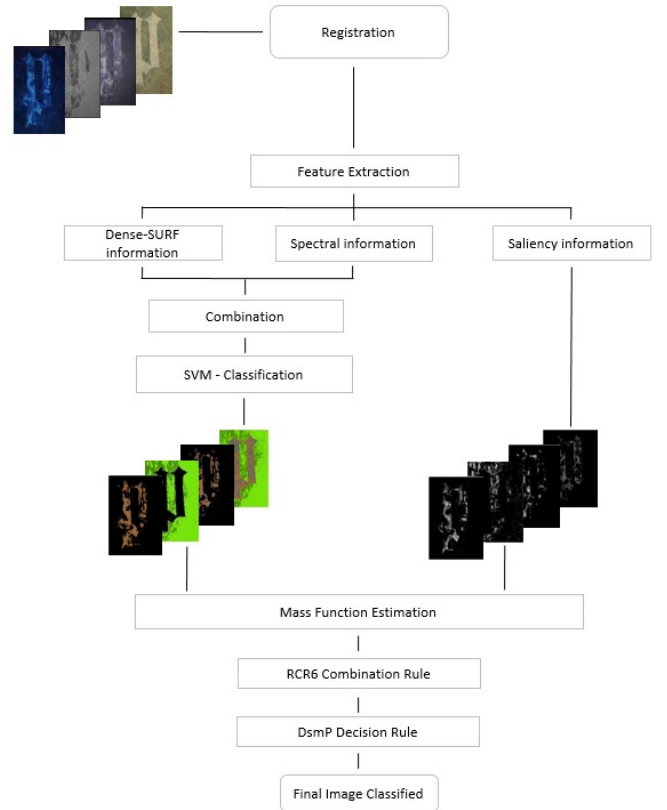 Registration
Feature Extraction
Dense-SURF
information
Spectral information
Saliency information
Combination
SVM - Classification
Mass Function Estimation
RCR6 Combination Rule
DsmP Decision Rule
Final Image Classified